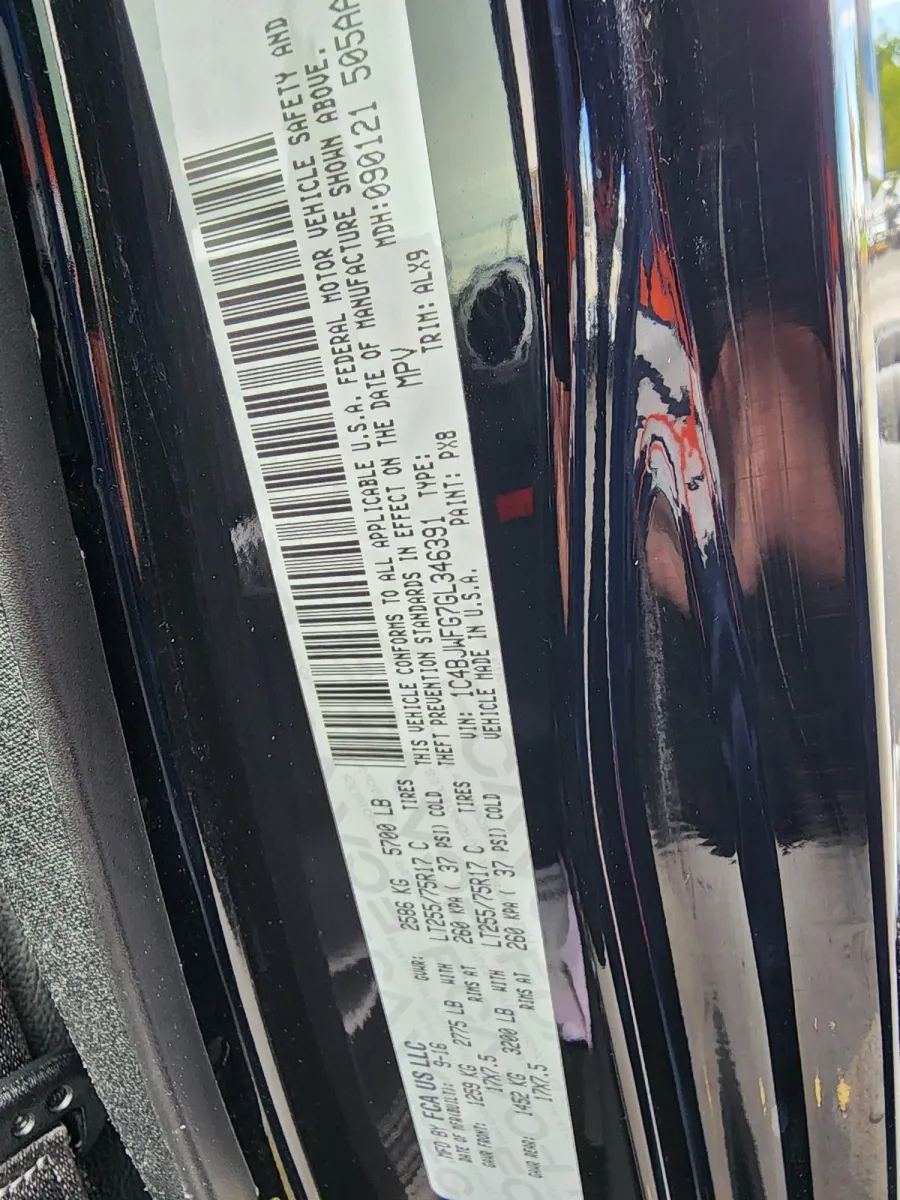 MFD BY FCA US LLC
DATE OF MFR: 9-16 GVWR: 2586 KG 5700 LB
GAWR FRONT: 1259 KG 2775 LB WITH LT255/75R17 C TIRES
17X7.5 RIMS AT 260 KPA ( 37 PSI) COLD
GAWR REAR: 1452 KG 3200 LB WITH LT255/75R17 C TIRES
17X7.5 RIMS AT 260 KPA ( 37 PSI) COLD
THIS VEHICLE CONFORMS TO ALL APPLICABLE U.S.A. FEDERAL MOTOR VEHICLE SAFETY AND
THEFT PREVENTION STANDARDS IN EFFECT ON THE DATE OF MANUFACTURE SHOWN ABOVE.
VIN: 1C4BJWFG7GL346391 TYPE: MPV MDH:090121 505AA
VEHICLE MADE IN U.S.A. PAINT: PX8 TRIM: ALX9